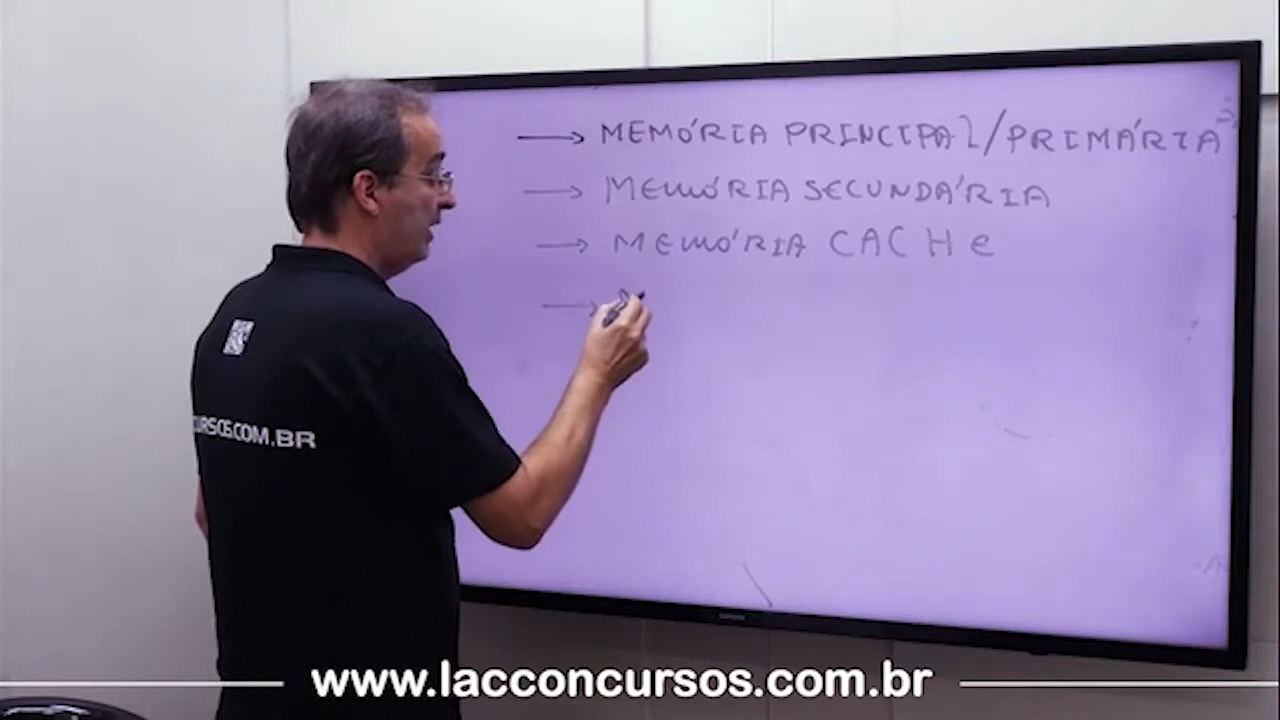 → MEMÓRIA PRINCIPAL/PRIMÁRIA
→ MEMÓRIA SECUNDÁRIA
→ MEMÓRIA CACHe
→
CURSOS.COM.BR
www.lacconcursos.com.br